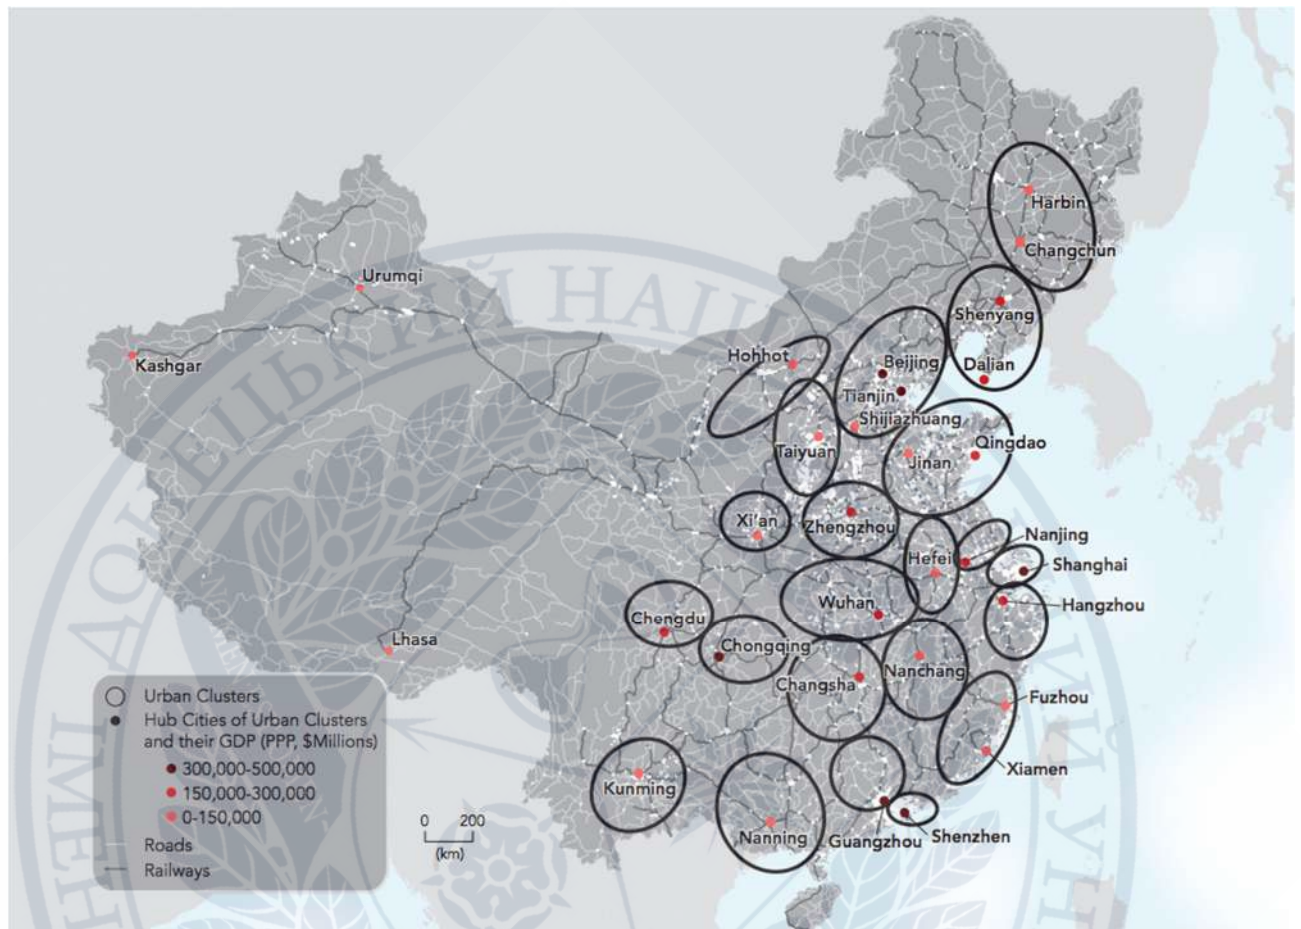 Harbin
Changchun
Urumqi
Shenyang
Kashgar
Hohhot
Beijing
Dalian
Tianjin
Shijiazhuang
Taiyuan
Qingdao
Jinan
Xi'an
Zhengzhou
Nanjing
Hefei
Shanghai
Wuhan
Hangzhou
Chengdu
Lhasa
Chongqing
Nanchang
Changsha
Fuzhou
Xiamen
Kunming
Nanning
Guangzhou
Shenzhen
Urban Clusters
Hub Cities of Urban Clusters
and their GDP (PPP, $Millions)
300,000-500,000
150,000-300,000
0-150,000
Roads
Railways
0 200
(km)